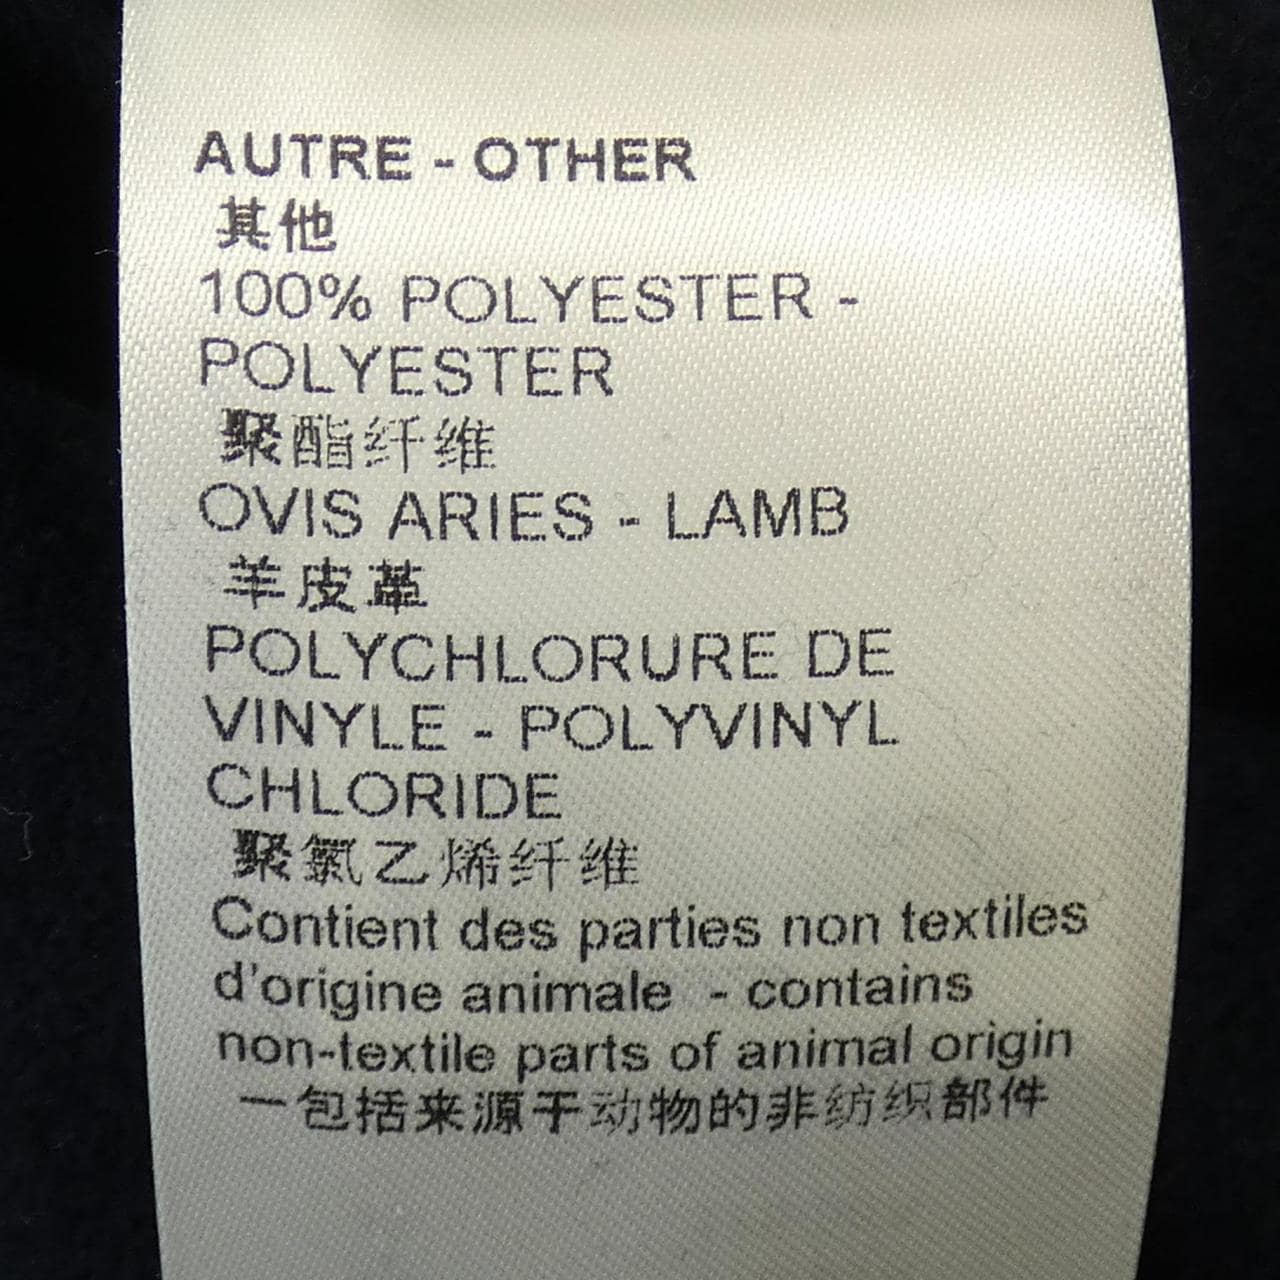 AUTRE - OTHER
其他
100% POLYESTER -
POLYESTER
聚酯纤维
OVIS ARIES - LAMB
羊皮革
POLYCHLORURE DE
VINYLE - POLYVINYL
CHLORIDE
聚氯乙烯纤维
Contient des parties non textiles
d'origine animale - contains
non-textile parts of animal origin
一包括来源于动物的非纺织部件